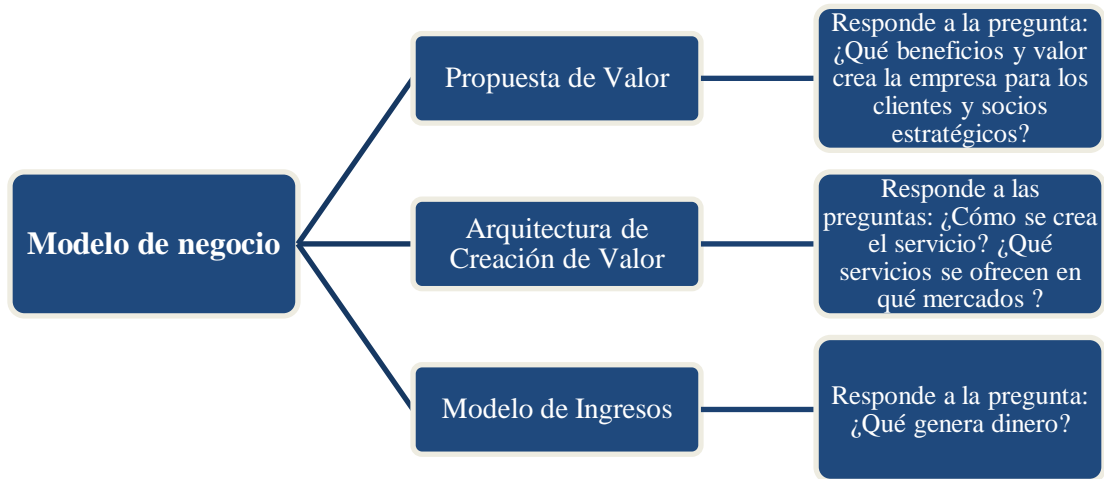 Modelo de negocio
Propuesta de Valor
Responde a la pregunta:
¿Qué beneficios y valor
crea la empresa para los
clientes y socios
estratégicos?
Arquitectura de
Creación de Valor
Responde a las
preguntas: ¿Cómo se crea
el servicio? ¿Qué
servicios se ofrecen en
qué mercados ?
Modelo de Ingresos
Responde a la pregunta:
¿Qué genera dinero?